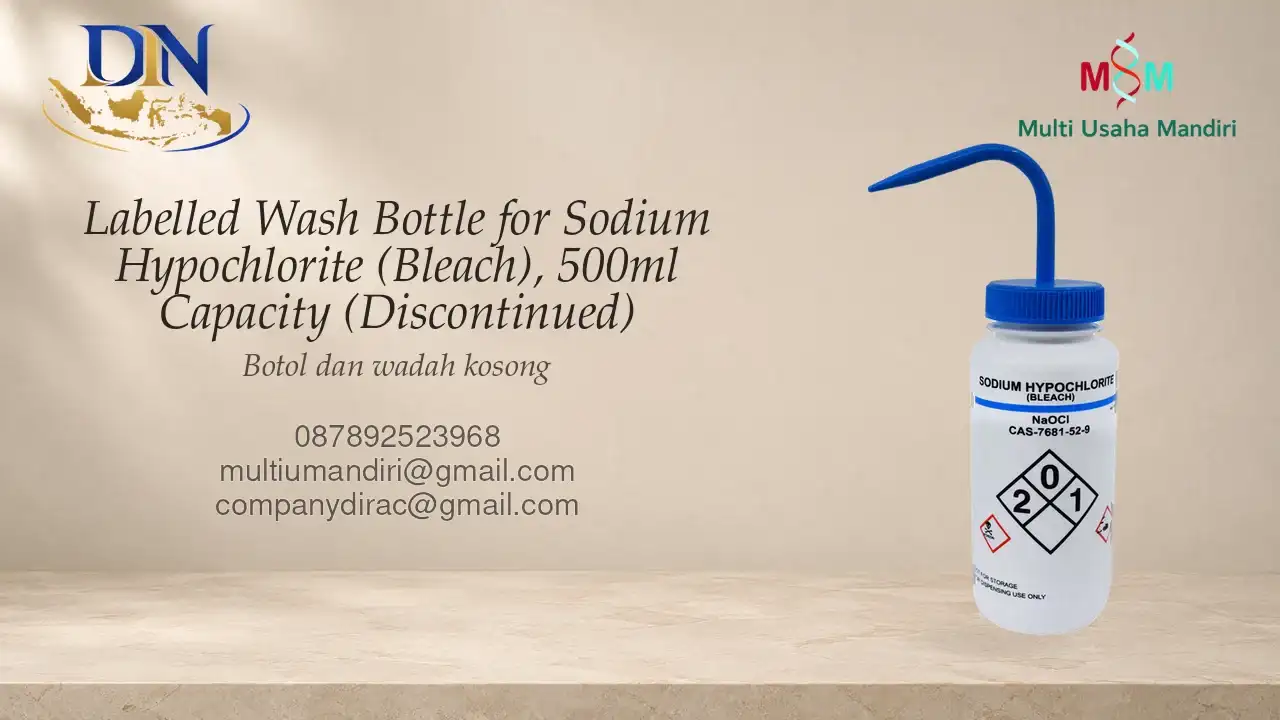 DIN
M M
Multi Usaha Mandiri
Labelled Wash Bottle for Sodium
Hypochlorite (Bleach), 500ml
Capacity (Discontinued)
Botol dan wadah kosong
087892523968
multiumandiri@gmail.com
companydirac@gmail.com
SODIUM HYPOCHLORITE
(BLEACH)
NaOCl
CAS-7681-52-9
0
2 1
FOR STORAGE
DISPENSING USE ONLY